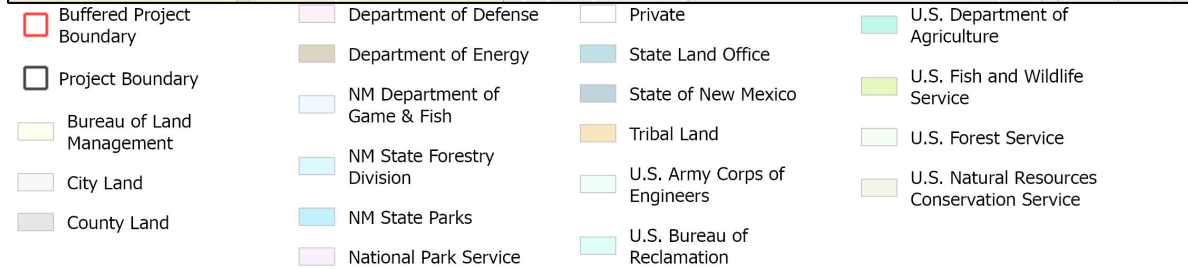 Buffered Project
Boundary
Project Boundary
Bureau of Land
Management
City Land
County Land
Department of Defense
Department of Energy
NM Department of
Game & Fish
NM State Forestry
Division
NM State Parks
National Park Service
Private
State Land Office
State of New Mexico
Tribal Land
U.S. Army Corps of
Engineers
U.S. Bureau of
Reclamation
U.S. Department of
Agriculture
U.S. Fish and Wildlife
Service
U.S. Forest Service
U.S. Natural Resources
Conservation Service